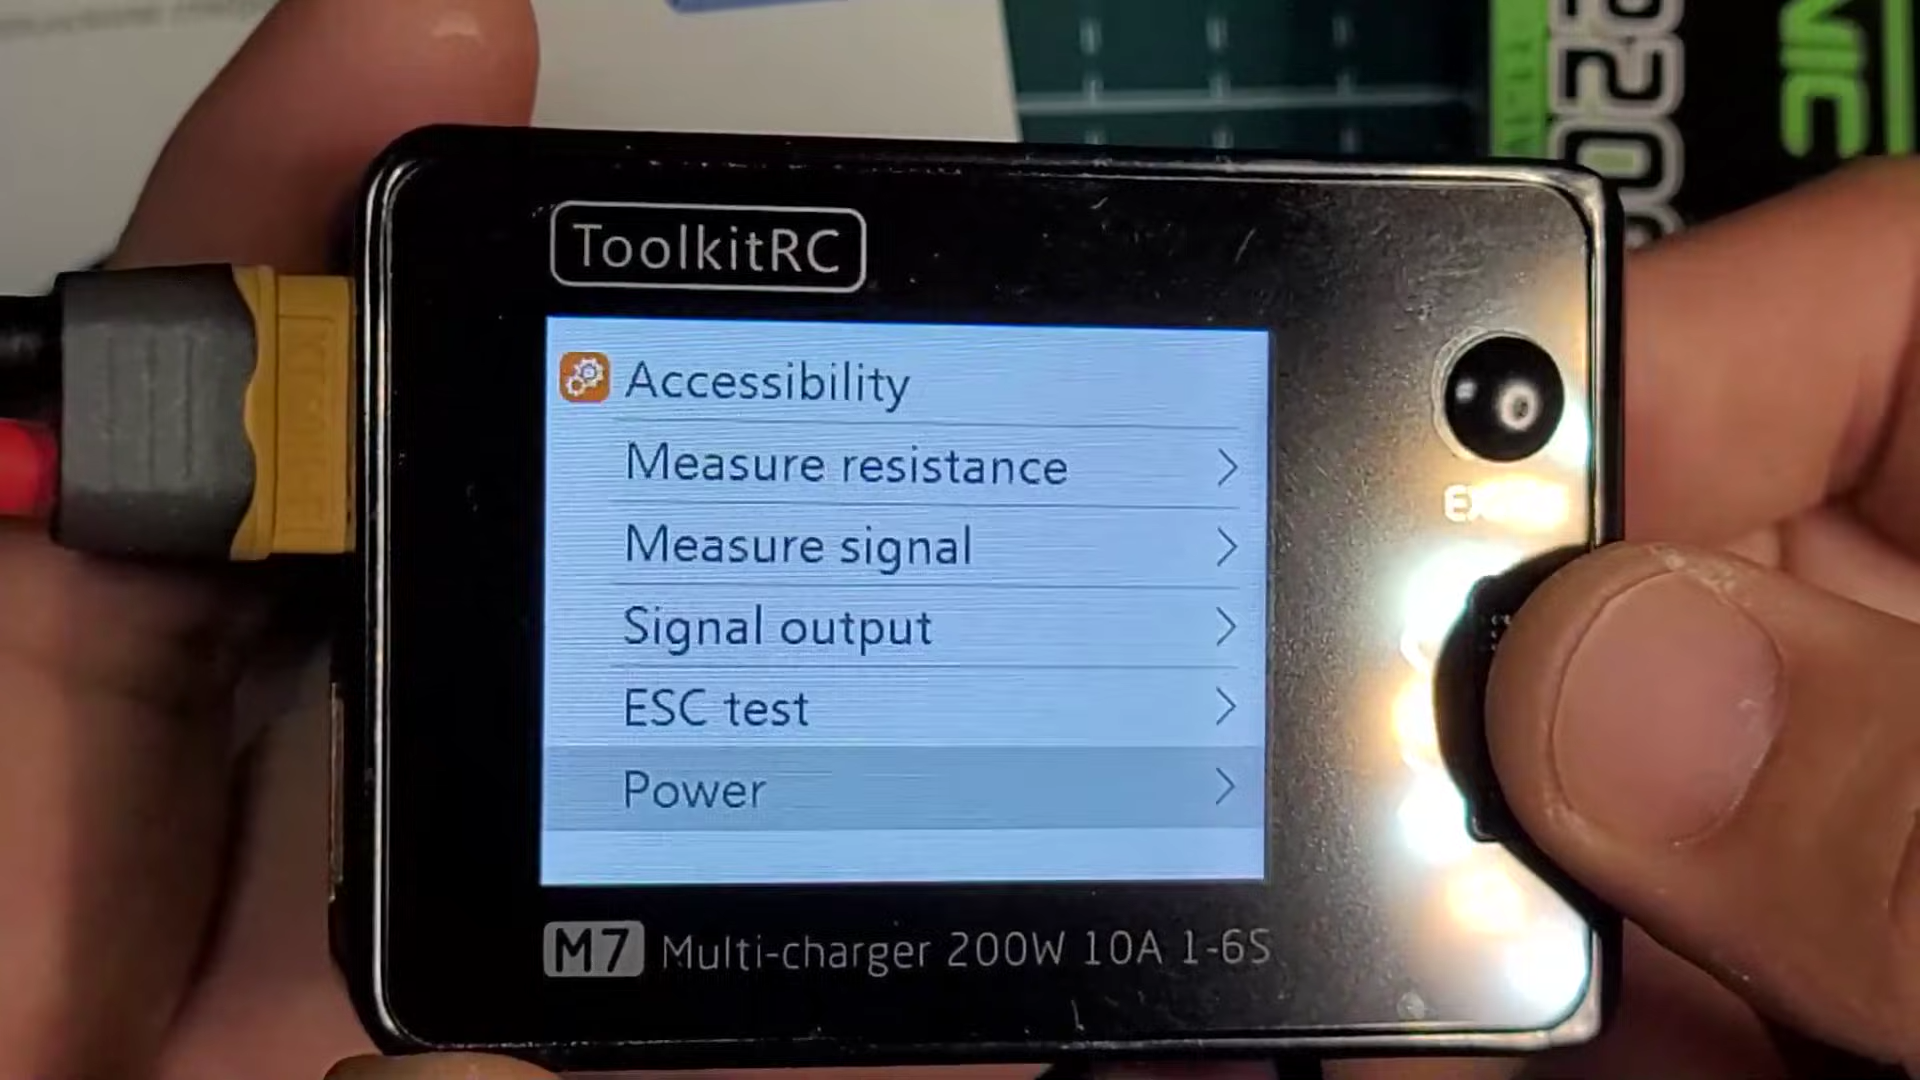 ToolkitRC
Accessibility
Measure resistance
Measure signal
Signal output
ESC test
Power
M7 Multi-charger 200W 10A 1-6S